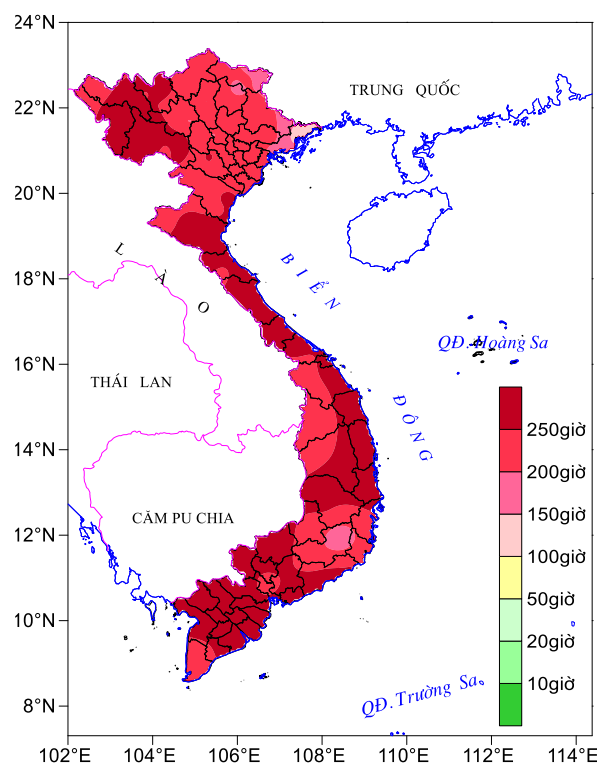 24°N
22°N
20°N
18°N
16°N
14°N
12°N
10°N
8°N
TRUNG QUỐC
LÀO
BIỂN
ĐÔNG
QĐ. Hoàng Sa
THÁI LAN
CĂM PU CHIA
QĐ. Trường Sa
250giờ
200giờ
150giờ
100giờ
50giờ
20giờ
10giờ
102°E 104°E 106°E 108°E 110°E 112°E 114°E